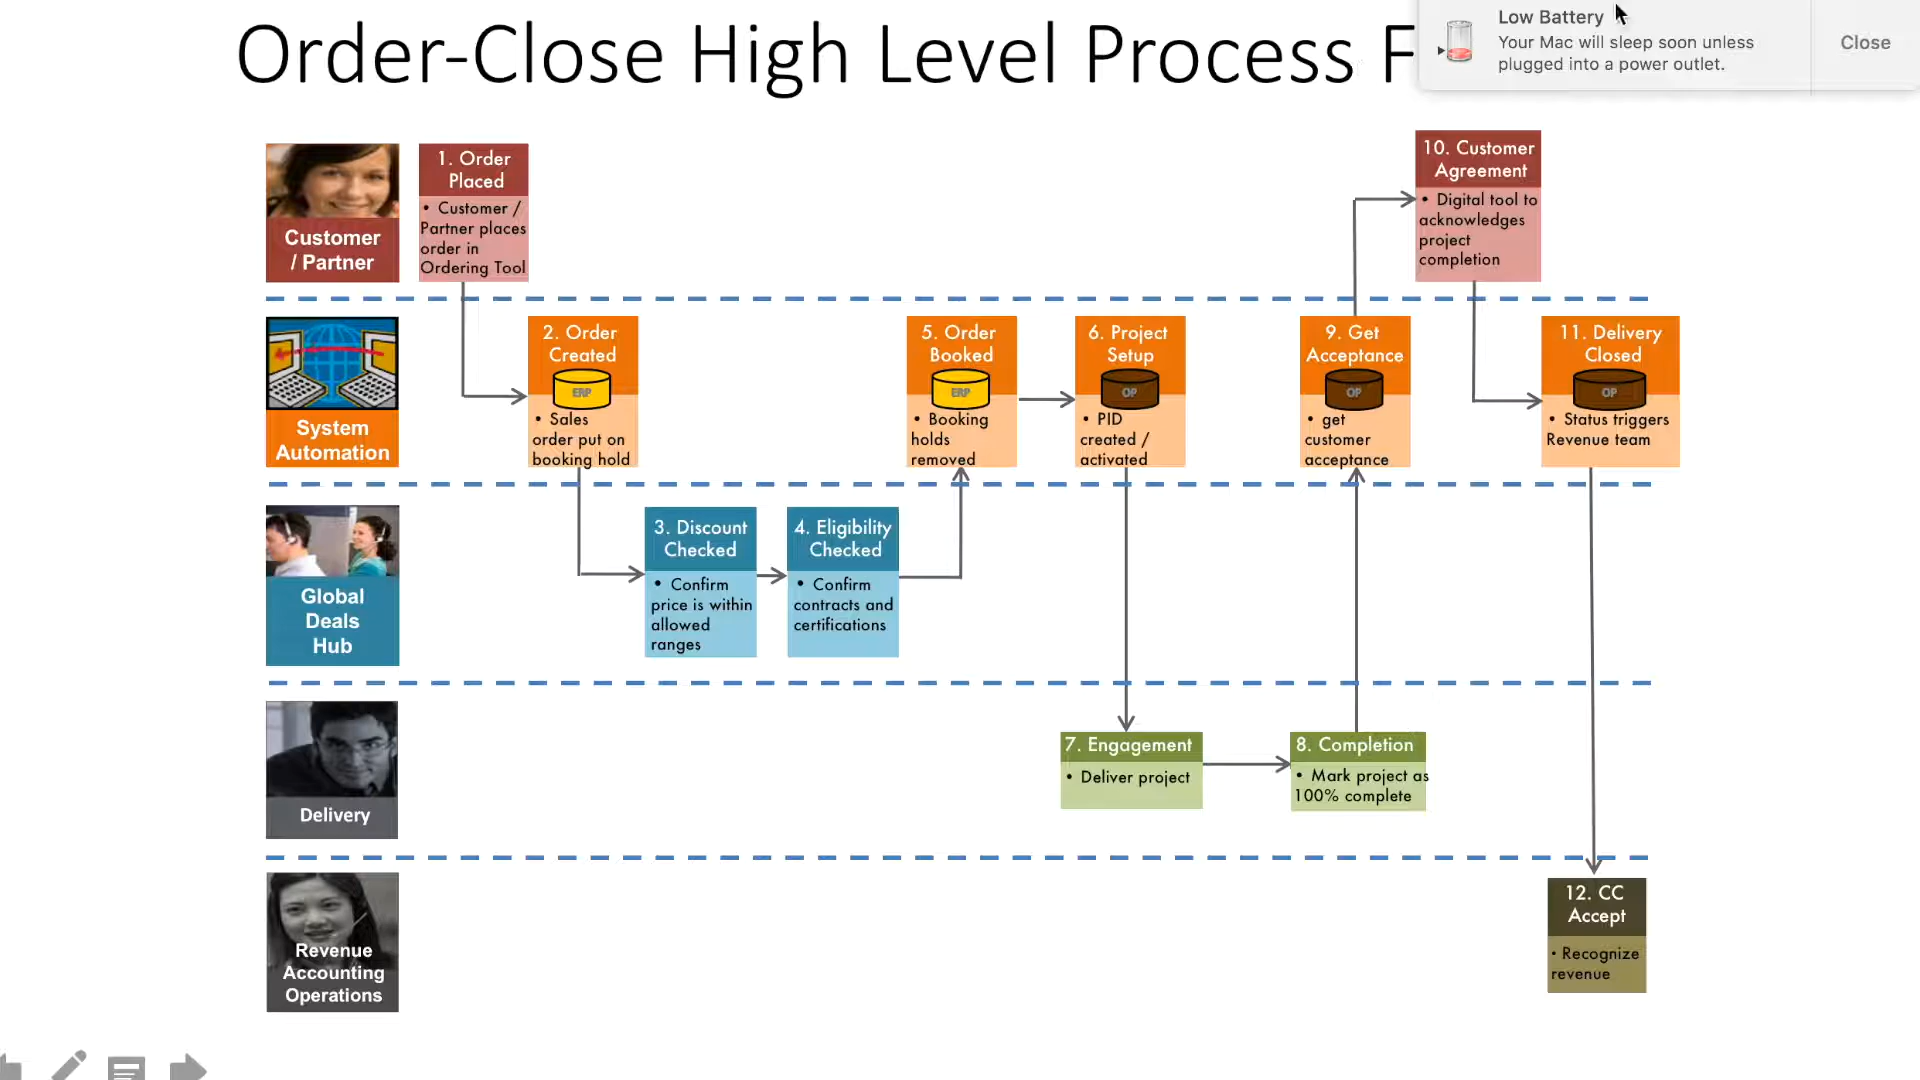 Order-Close High Level Process F
Low Battery
Your Mac will sleep soon unless
plugged into a power outlet.
Close
Customer
/ Partner
1. Order
Placed
• Customer /
Partner places
order in
Ordering Tool
10. Customer
Agreement
• Digital tool to
acknowledges
project
completion
System
Automation
2. Order
Created
ERP
• Sales
order put on
booking hold
5. Order
Booked
ERP
• Booking
holds
removed
6. Project
Setup
OP
• PID
created /
activated
9. Get
Acceptance
OP
• get
customer
acceptance
11. Delivery
Closed
OP
• Status triggers
Revenue team
Global
Deals
Hub
3. Discount
Checked
• Confirm
price is within
allowed
ranges
4. Eligibility
Checked
• Confirm
contracts and
certifications
Delivery
7. Engagement
• Deliver project
8. Completion
• Mark project as
100% complete
Revenue
Accounting
Operations
12. CC
Accept
• Recognize
revenue